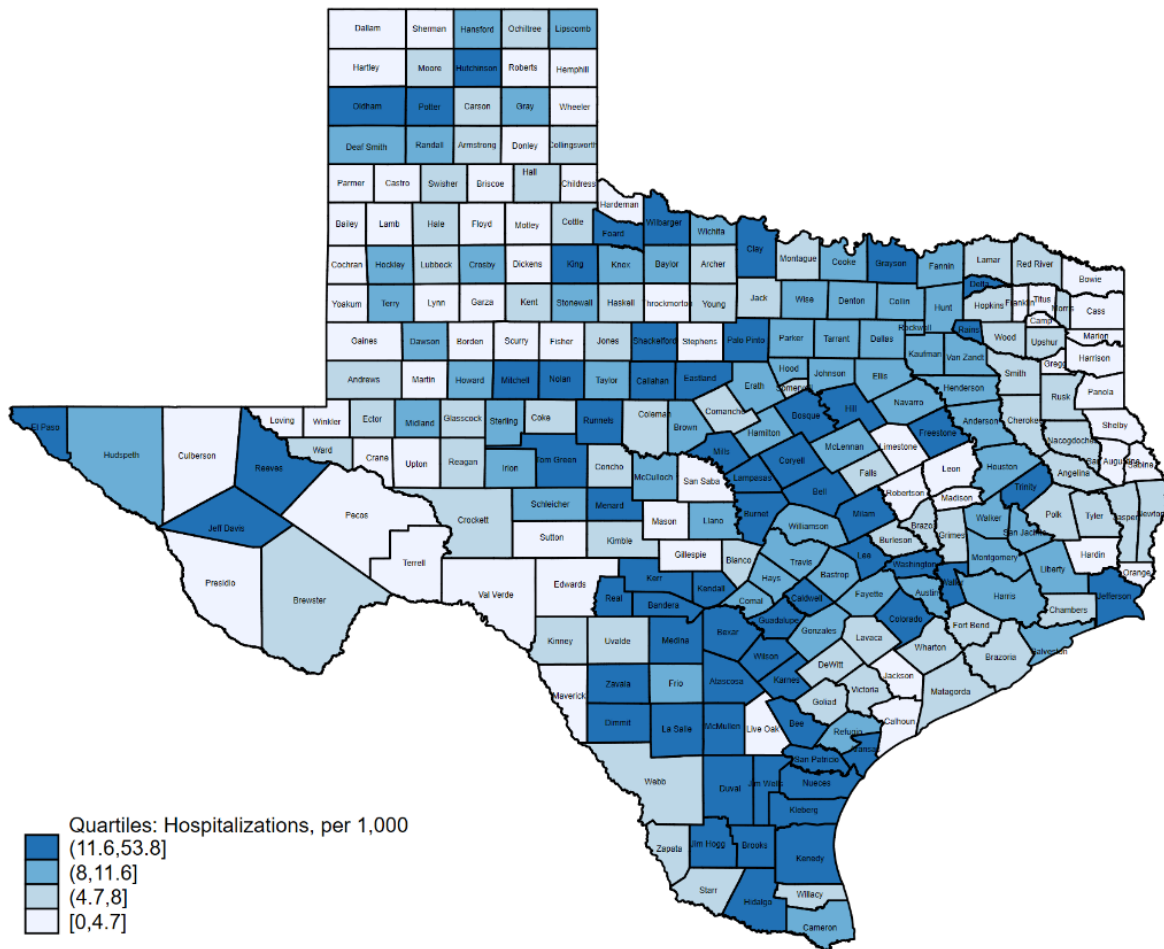 Dallam Sherman Hansford Ochiltree Lipscomb
Hartley Moore Hutchinson Roberts Hemphill
Oldham Potter Carson Gray Wheeler
Deaf Smith Randall Armstrong Donley Collingsworth
Parmer Castro Swisher Briscoe Hall Childress
Hardeman
Bailey Lamb Hale Floyd Motley Cottle Foard Wilbarger Wichita Clay
Cochran Hockley Lubbock Crosby Dickens King Knox Baylor Archer Montague Cooke Grayson Fannin Lamar Red River Bowie
Delta
Yoakum Terry Lynn Garza Kent Stonewall Haskell Throckmorton Young Jack Wise Denton Collin Hunt Hopkins Franklin Titus Morris Cass
Rockwall Rains Camp Marion
Gaines Dawson Borden Scurry Fisher Jones Shackelford Stephens Palo Pinto Parker Tarrant Dallas Kaufman Van Zandt Wood Upshur Harrison
Gregg
Andrews Martin Howard Mitchell Nolan Taylor Callahan Eastland Erath Hood Somervell Johnson Ellis Henderson Smith Rusk Panola
El Paso Hudspeth Culberson Reeves Loving Winkler Ector Midland Glasscock Sterling Coke Runnels Coleman Brown Comanche Hamilton Bosque Hill Navarro Freestone Anderson Cherokee Nacogdoche Shelby
Ward Crane Upton Reagan Irion Tom Green Concho McCulloch San Saba Mills Lampasas Coryell McLennan Limestone Falls Leon Houston Angelina San Augustine Sabina
Jeff Davis Pecos Crockett Schleicher Menard Mason Llano Burnet Bell Milam Robertson Madison Trinity Polk Tyler Jasper Newton
Presidio Brewster Terrell Sutton Kimble Gillespie Blanco Williamson Burleson Brazo Grimes Walker San Jacinto Hardin
Val Verde Edwards Real Kerr Bandera Kendall Comal Hays Travis Bastrop Lee Washington Waller Montgomery Liberty Orange
Kinney Uvalde Medina Bexar Guadalupe Caldwell Fayette Austin Colorado Harris Chambers Jefferson
Maverick Zavala Frio Atascosa Wilson Karnes Gonzales Lavaca DeWitt Wharton Fort Bend Brazoria Galveston
Dimmit La Salle McMullen Live Oak Bee Goliad Victoria Jackson Matagorda Calhoun
Refugio Aransas
San Patricio
Webb Duval Jim Wells Nueces
Kleberg
Zapata Jim Hogg Brooks Kenedy
Starr Hidalgo Willacy
Cameron
Quartiles: Hospitalizations, per 1,000
(11.6,53.8]
(8,11.6]
(4.7,8]
[0,4.7]